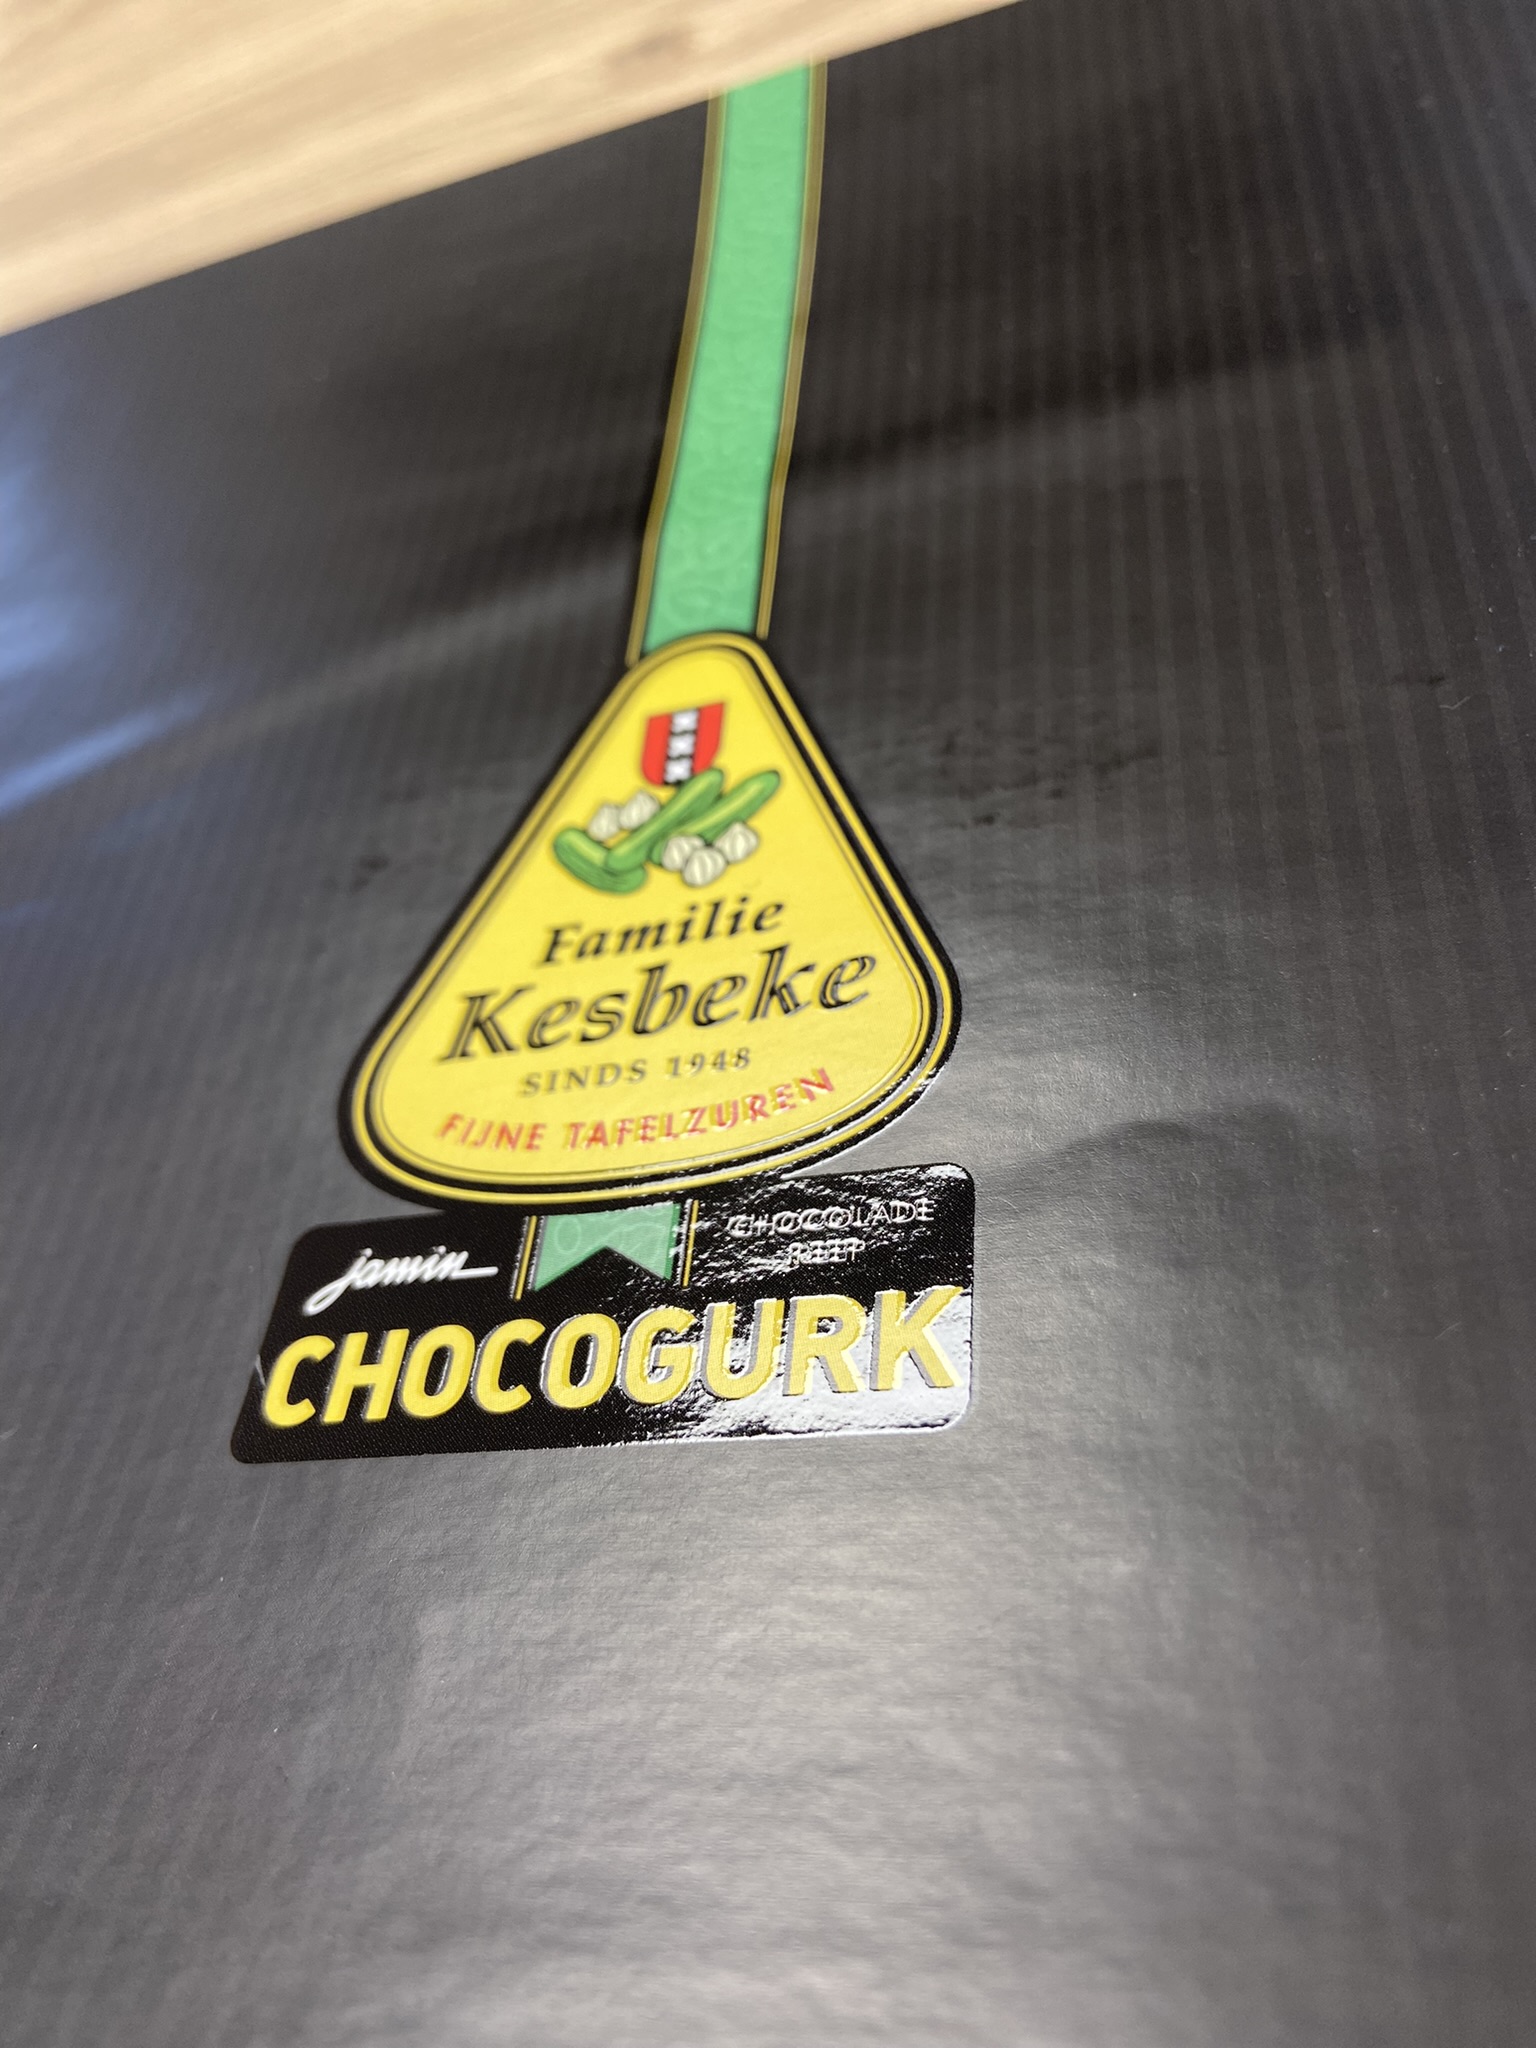 Familie
Kesbeke
SINDS 1948
FIJNE TAFELZUREN
jamin
CHOCOLADE
REEP
CHOCOGURK